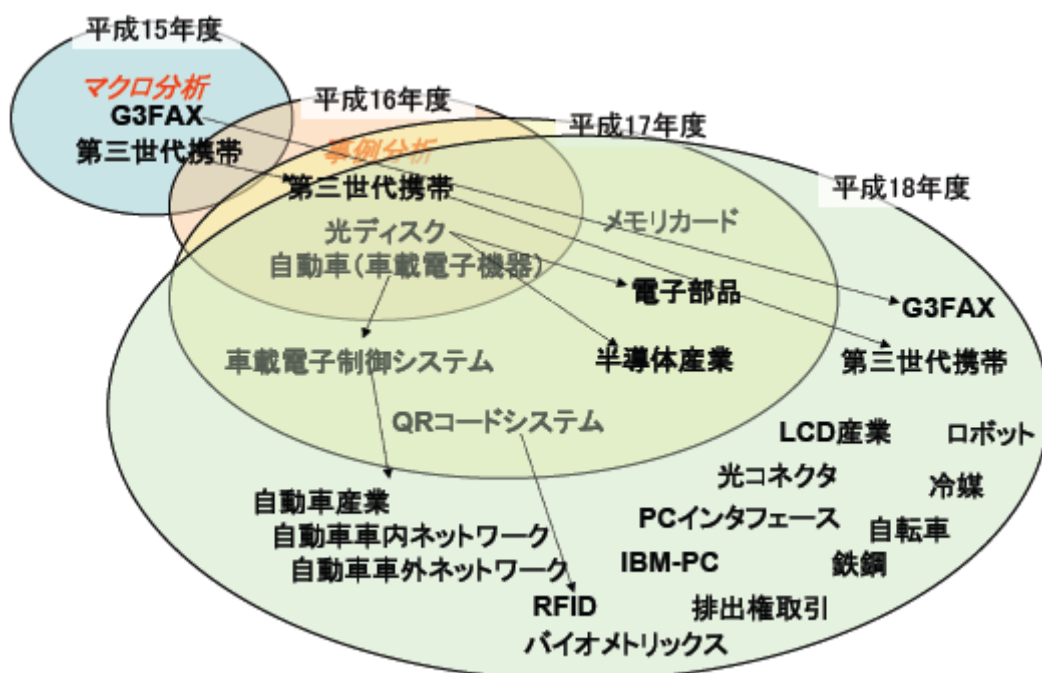 平成15年度
マクロ分析
G3FAX
第三世代携帯
平成16年度
事例分析
第三世代携帯
光ディスク
自動車（車載電子機器）
平成17年度
メモリカード
電子部品
車載電子制御システム
半導体産業
QRコードシステム
平成18年度
G3FAX
第三世代携帯
LCD産業
ロボット
光コネクタ
冷媒
自動車産業
PCインタフェース
自転車
自動車車内ネットワーク
IBM-PC
鉄鋼
自動車車外ネットワーク
RFID
排出権取引
バイオメトリックス